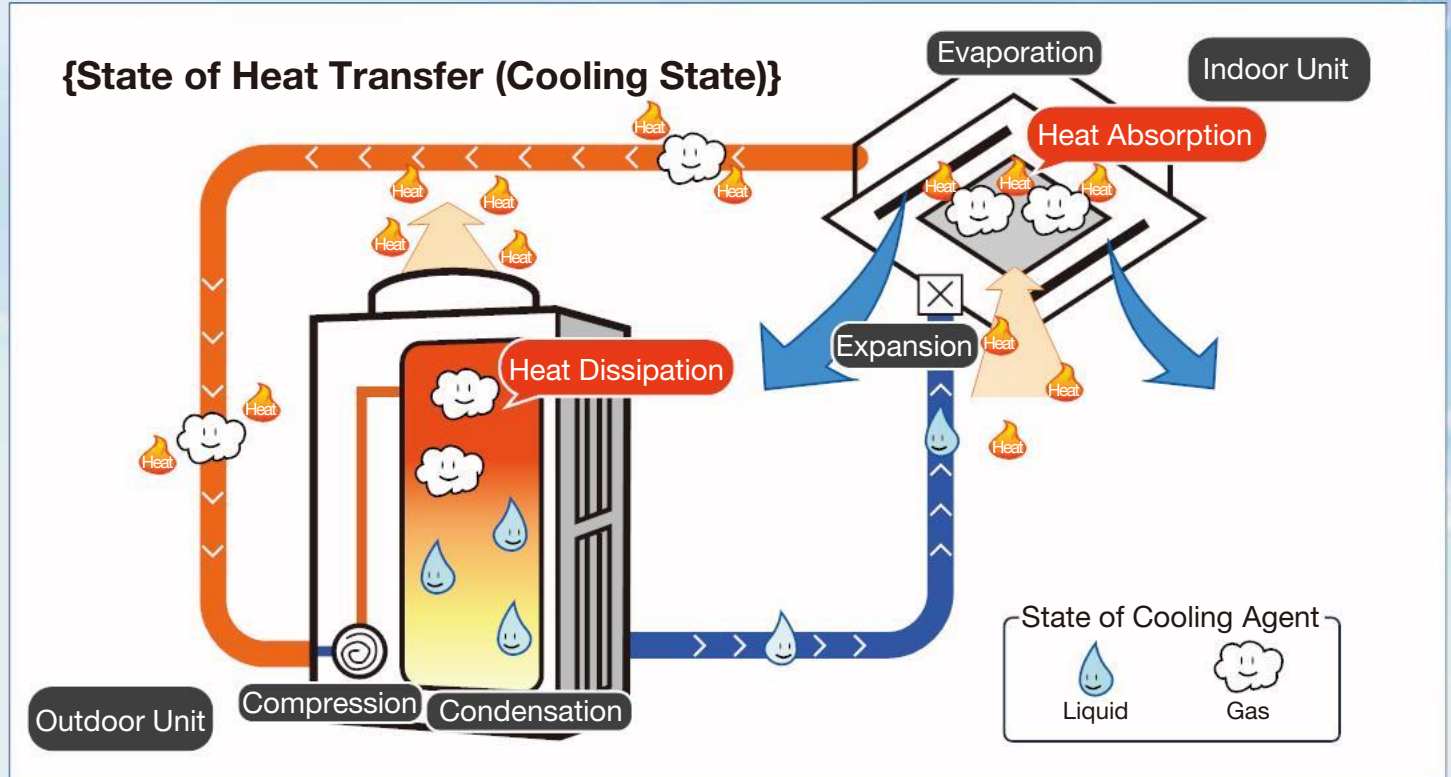 {State of Heat Transfer (Cooling State)}
Evaporation
Indoor Unit
Heat Absorption
Heat
Heat
Heat
Heat
Heat
Heat
Heat
Heat
Heat
Heat Dissipation
Expansion
Heat
Heat
Heat
Heat
Heat
Compression
Condensation
Outdoor Unit
State of Cooling Agent
Liquid
Gas